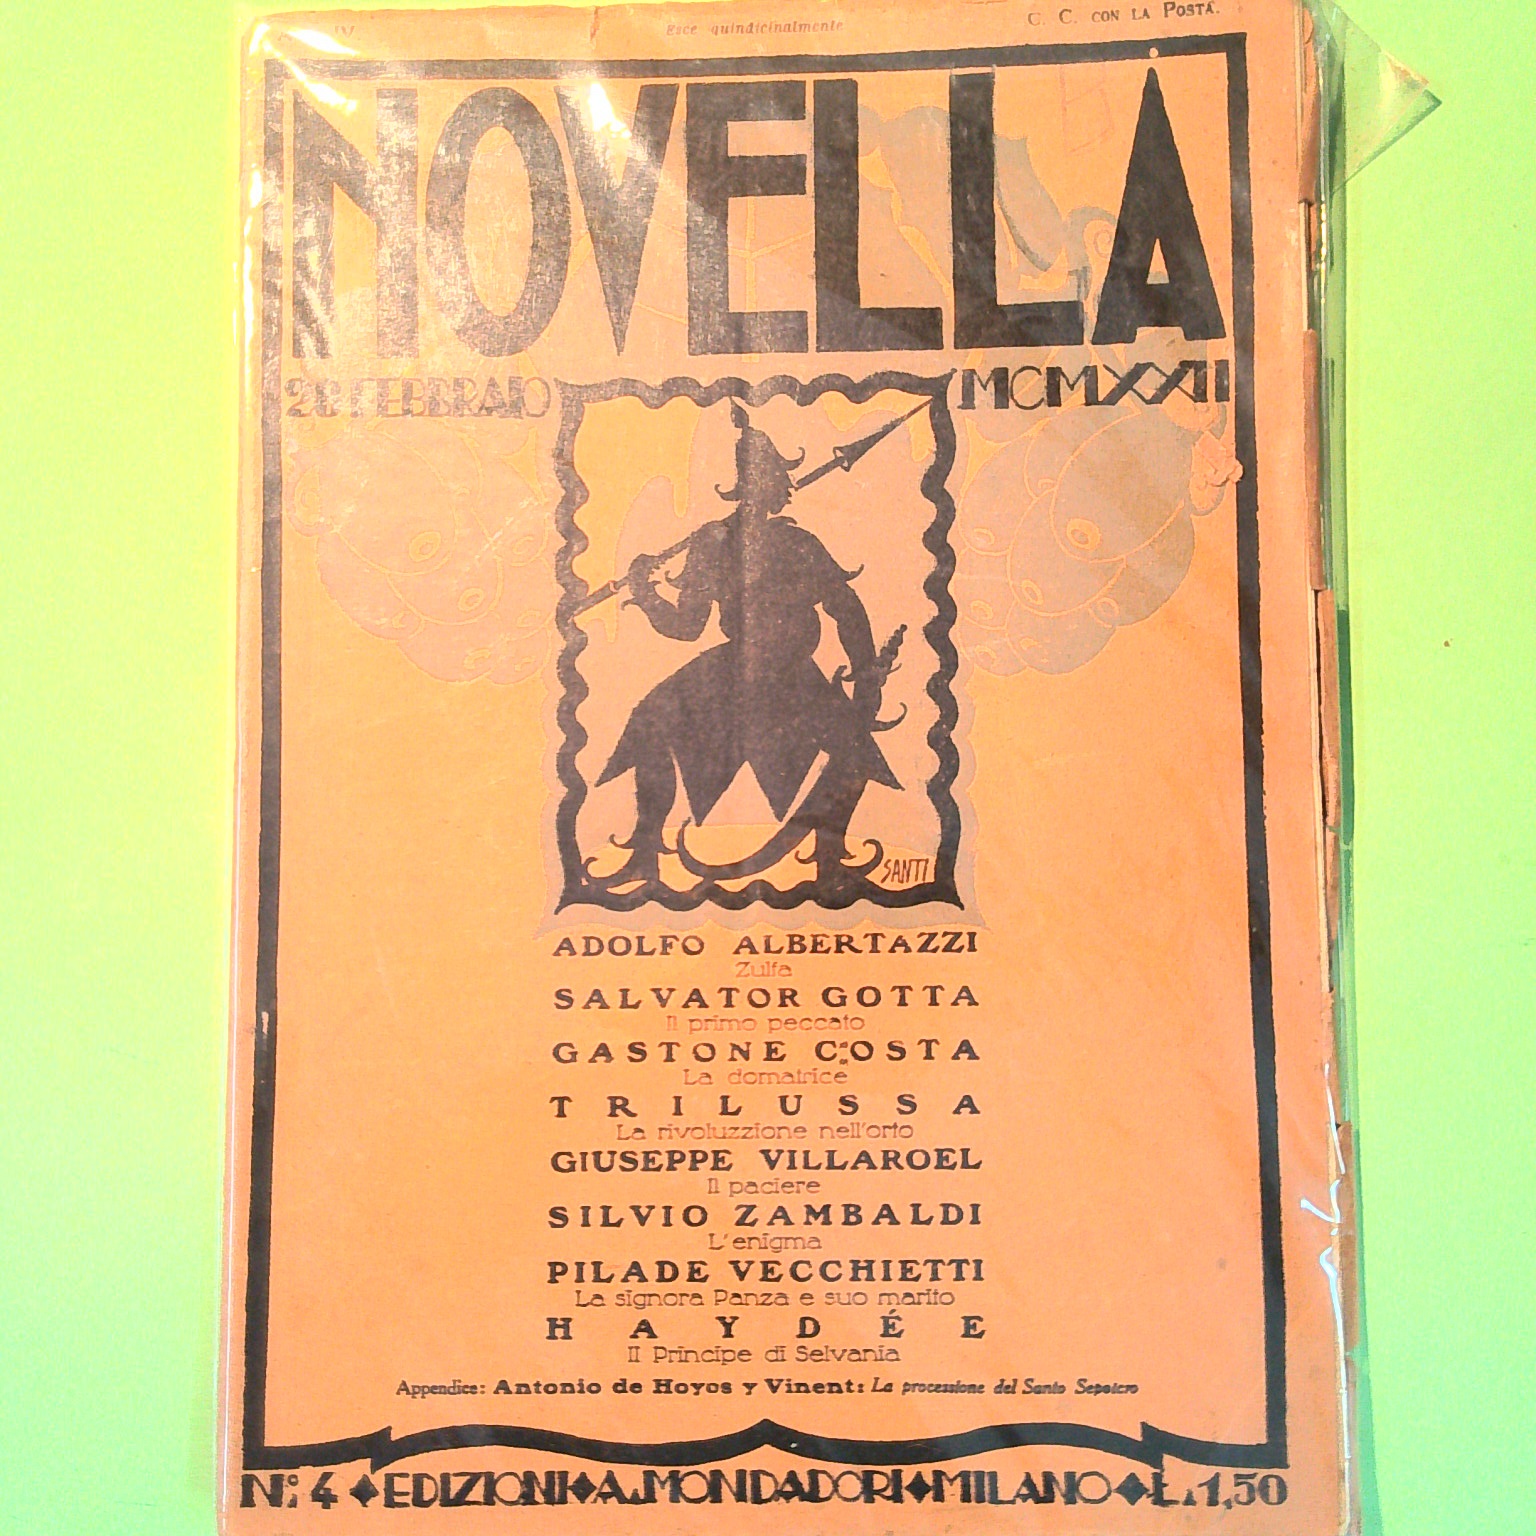 IV
Esce quindicinalmente
C. C. CON LA POSTA.
NOVELLA
28 FEBBRAIO
MCMXXII
SANTI
ADOLFO ALBERTAZZI
Zulfa
SALVATOR GOTTA
Il primo peccato
GASTONE COSTA
La domatrice
TRILUSSA
La rivoluzzione nell'orto
GIUSEPPE VILLAROEL
Il paciere
SILVIO ZAMBALDI
L'enigma
PILADE VECCHIETTI
La signora Panza e suo marito
HAYDÉE
Il Principe di Selvania
Appendice: Antonio de Hoyos y Vinent: La processione del Santo Sepolcro
N.° 4 ◆ EDIZIONI ◆ A. MONDADORI ◆ MILANO ◆ L. 1,50